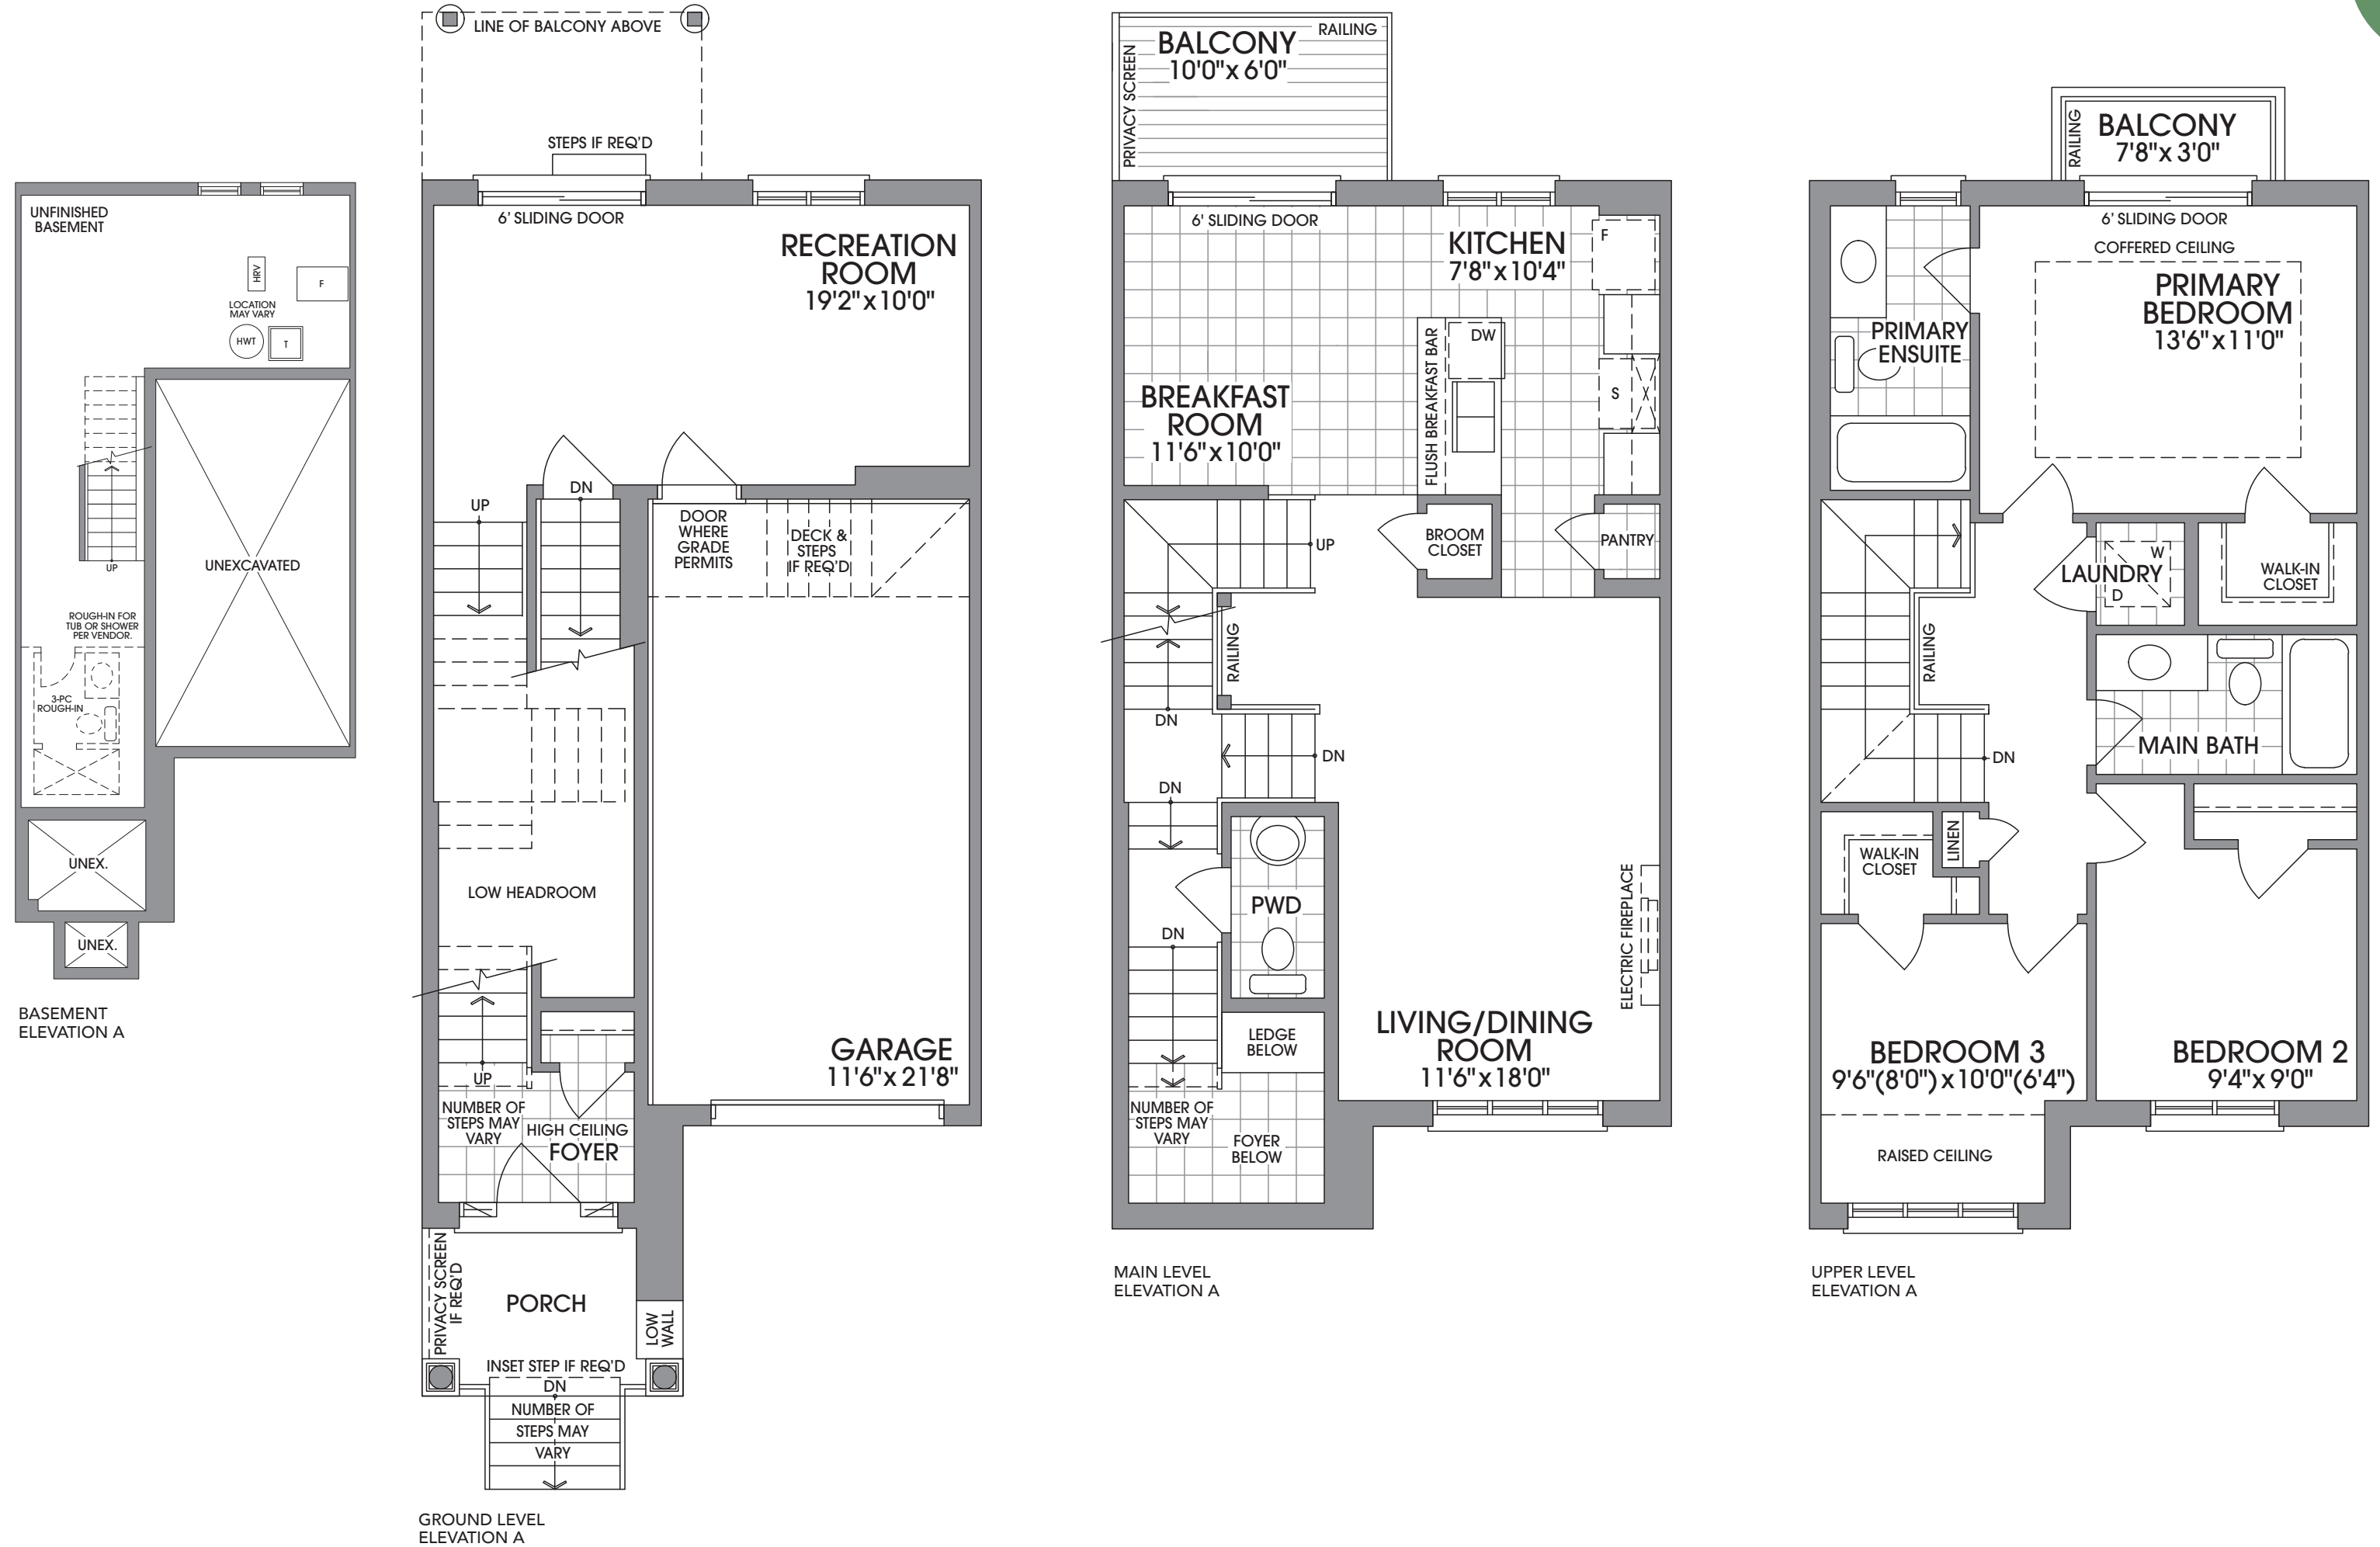 UNFINISHED
BASEMENT
HRV
F
LOCATION
MAY VARY
HWT
T
UNEXCAVATED
UP
ROUGH-IN FOR
TUB OR SHOWER
PER VENDOR.
3-PC
ROUGH-IN
UNEX.
UNEX.
BASEMENT
ELEVATION A
LINE OF BALCONY ABOVE
STEPS IF REQ'D
6' SLIDING DOOR
RECREATION
ROOM
19'2"x10'0"
UP
DN
DOOR
WHERE
GRADE
PERMITS
DECK &
STEPS
IF REQ'D
LOW HEADROOM
GARAGE
11'6"x 21'8"
UP
NUMBER OF
STEPS MAY
VARY
HIGH CEILING
FOYER
PRIVACY SCREEN
IF REQ'D
PORCH
LOW
WALL
INSET STEP IF REQ'D
DN
NUMBER OF
STEPS MAY
VARY
GROUND LEVEL
ELEVATION A
RAILING
BALCONY
10'0"x 6'0"
PRIVACY SCREEN
6' SLIDING DOOR
KITCHEN
7'8"x10'4"
F
DW
FLUSH BREAKFAST BAR
S
BREAKFAST
ROOM
11'6"x10'0"
UP
BROOM
CLOSET
PANTRY
RAILING
DN
DN
DN
PWD
ELECTRIC FIREPLACE
DN
LIVING/DINING
ROOM
11'6"x18'0"
LEDGE
BELOW
NUMBER OF
STEPS MAY
VARY
FOYER
BELOW
MAIN LEVEL
ELEVATION A
RAILING
BALCONY
7'8"x 3'0"
6' SLIDING DOOR
COFFERED CEILING
PRIMARY
BEDROOM
13'6"x11'0"
PRIMARY
ENSUITE
W
LAUNDRY
D
WALK-IN
CLOSET
RAILING
MAIN BATH
DN
WALK-IN
CLOSET
LINEN
BEDROOM 3
9'6"(8'0")x10'0"(6'4")
BEDROOM 2
9'4"x 9'0"
RAISED CEILING
UPPER LEVEL
ELEVATION A